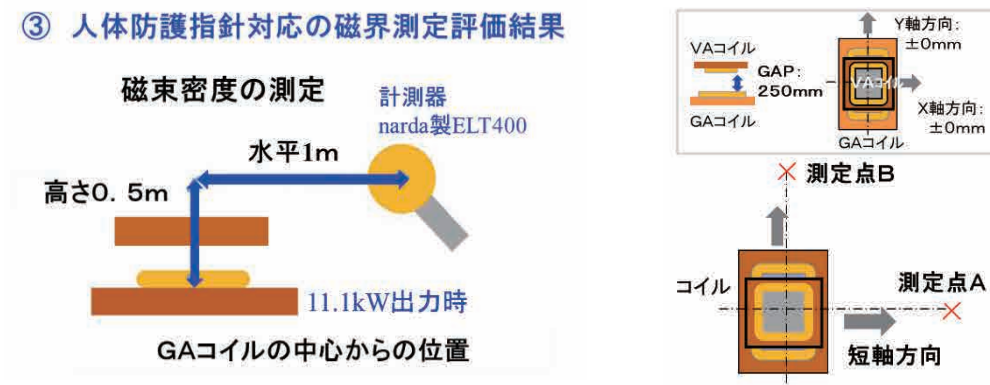 ③ 人体防護指針対応の磁界測定評価結果
磁束密度の測定
計測器
narda製ELT400
水平1m
高さ0.5m
11.1kW出力時
GAコイルの中心からの位置
VAコイル
GAP:
250mm
GAコイル
Y軸方向:
±0mm
VAコイル
X軸方向:
±0mm
GAコイル
測定点B
コイル
測定点A
短軸方向